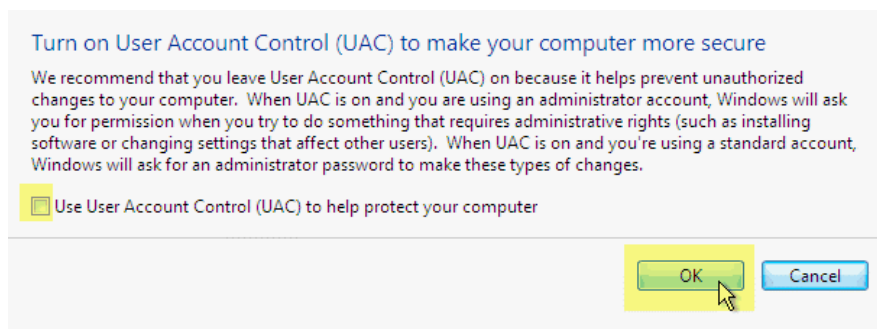 Turn on User Account Control (UAC) to make your computer more secure
We recommend that you leave User Account Control (UAC) on because it helps prevent unauthorized
changes to your computer.  When UAC is on and you are using an administrator account, Windows will ask
you for permission when you try to do something that requires administrative rights (such as installing
software or changing settings that affect other users).  When UAC is on and you're using a standard account,
Windows will ask for an administrator password to make these types of changes.
Use User Account Control (UAC) to help protect your computer
OK Cancel